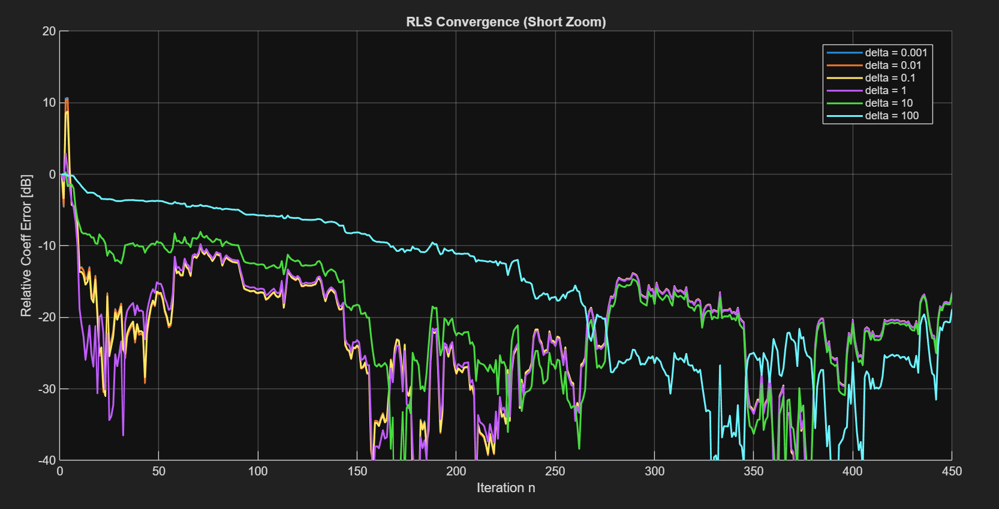 RLS Convergence (Short Zoom)
20
10
0
-10
-20
-30
-40
Relative Coeff Error [dB]
delta = 0.001
delta = 0.01
delta = 0.1
delta = 1
delta = 10
delta = 100
0 50 100 150 200 250 300 350 400 450
Iteration n